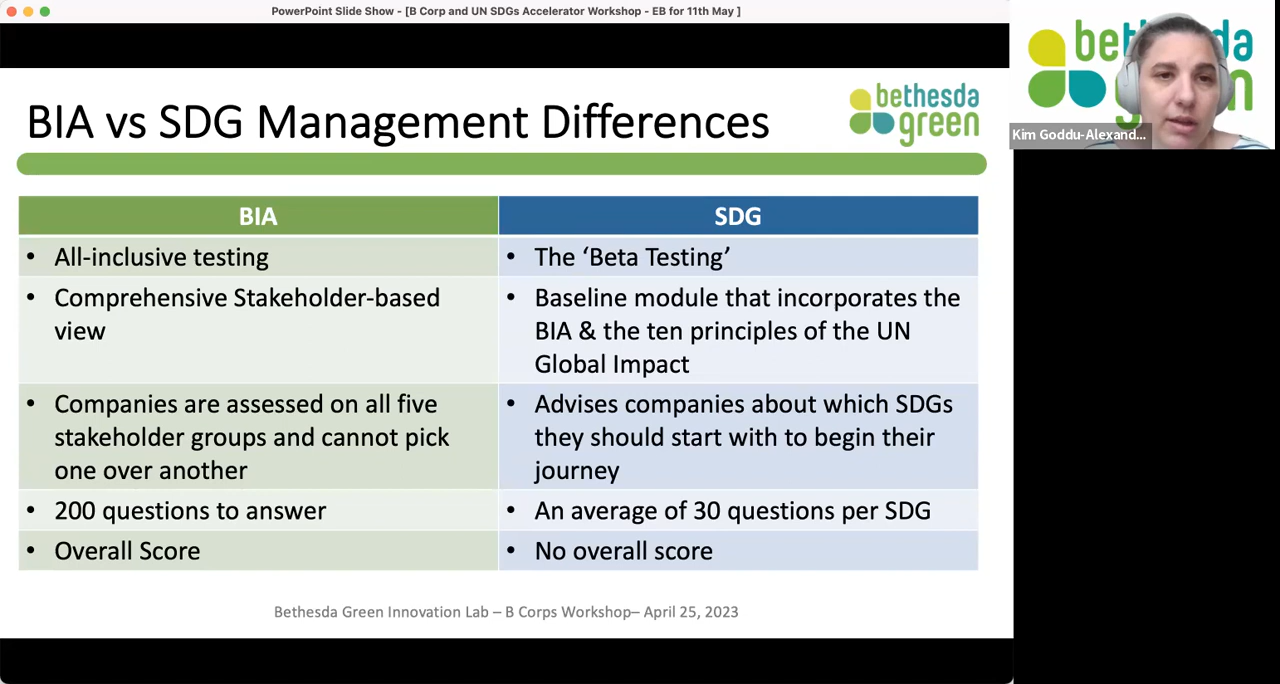 PowerPoint Slide Show - [B Corp and UN SDGs Accelerator Workshop - EB for 11th May ]
BIA vs SDG Management Differences
bethesda
green
BIA
SDG
• All-inclusive testing
• The ‘Beta Testing’
• Comprehensive Stakeholder-based
view
• Baseline module that incorporates the
BIA & the ten principles of the UN
Global Impact
• Companies are assessed on all five
stakeholder groups and cannot pick
one over another
• Advises companies about which SDGs
they should start with to begin their
journey
• 200 questions to answer
• An average of 30 questions per SDG
• Overall Score
• No overall score
Bethesda Green Innovation Lab – B Corps Workshop– April 25, 2023
Kim Goddu-Alexand...